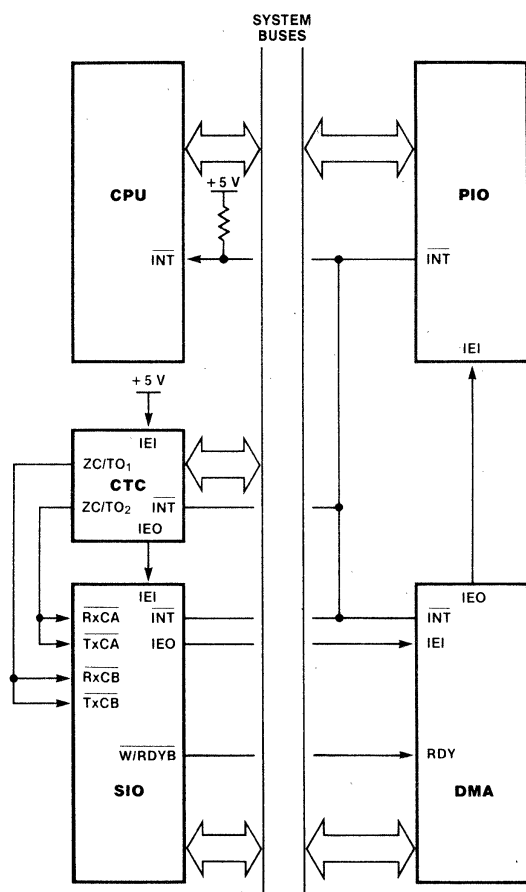 SYSTEM
BUSES
CPU
+5 V
INT
PIO
INT
IEI
+5 V
IEI
ZC/TO1
CTC
ZC/TO2
INT
IEO
IEI
RxCA
INT
TxCA
IEO
RxCB
TxCB
W/RDYB
SIO
IEO
INT
IEI
RDY
DMA